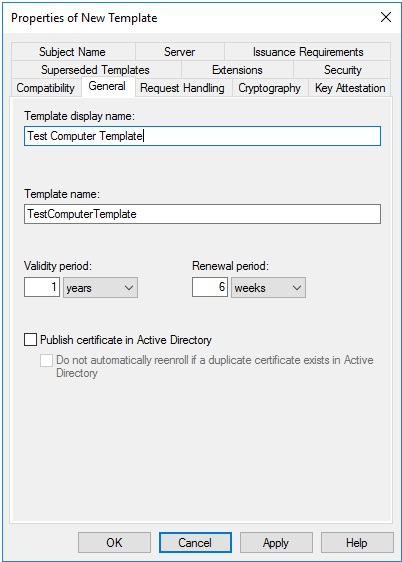 Properties of New Template
Subject Name Server Issuance Requirements
Superseded Templates Extensions Security
Compatibility General Request Handling Cryptography Key Attestation
Template display name:
Test Computer Template
Template name:
TestComputerTemplate
Validity period: Renewal period:
1 years 6 weeks
Publish certificate in Active Directory
Do not automatically reenroll if a duplicate certificate exists in Active
Directory
OK Cancel Apply Help